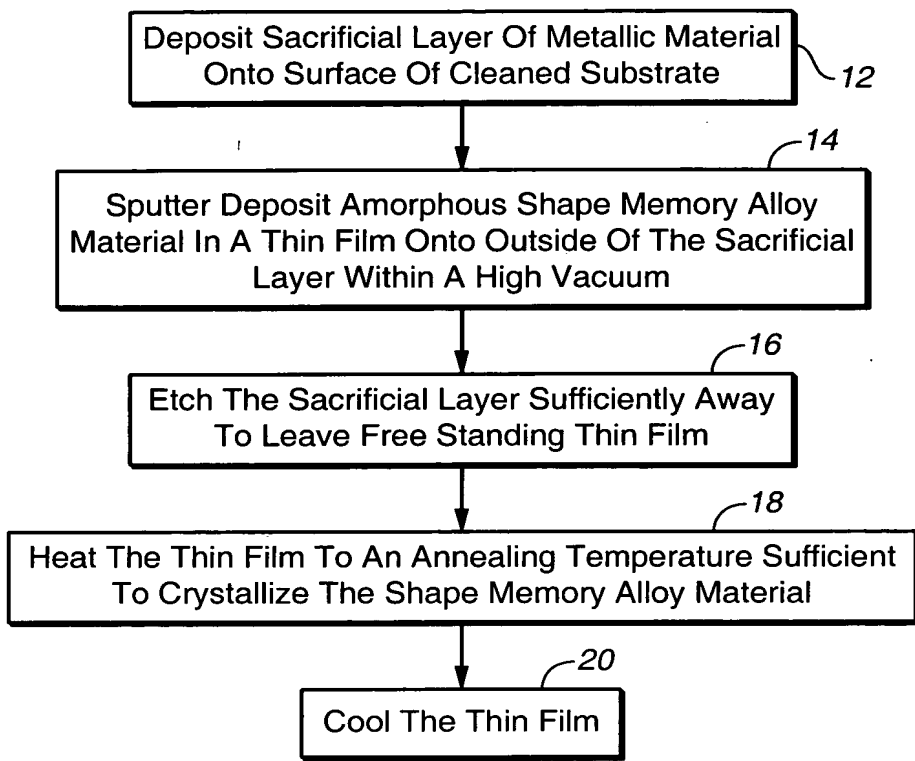 Deposit Sacrificial Layer Of Metallic Material
Onto Surface Of Cleaned Substrate
12
14
Sputter Deposit Amorphous Shape Memory Alloy
Material In A Thin Film Onto Outside Of The Sacrificial
Layer Within A High Vacuum
16
Etch The Sacrificial Layer Sufficiently Away
To Leave Free Standing Thin Film
18
Heat The Thin Film To An Annealing Temperature Sufficient
To Crystallize The Shape Memory Alloy Material
20
Cool The Thin Film